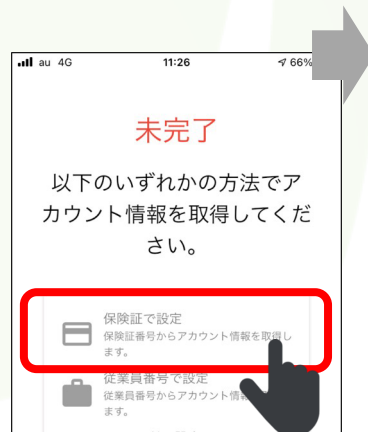 au 4G 11:26 66%
未完了
以下のいずれかの方法でア
カウント情報を取得してくだ
さい。
保険証で設定
保険証番号からアカウント情報を取得し
ます。
従業員番号で設定
従業員番号からアカウント情
ます。